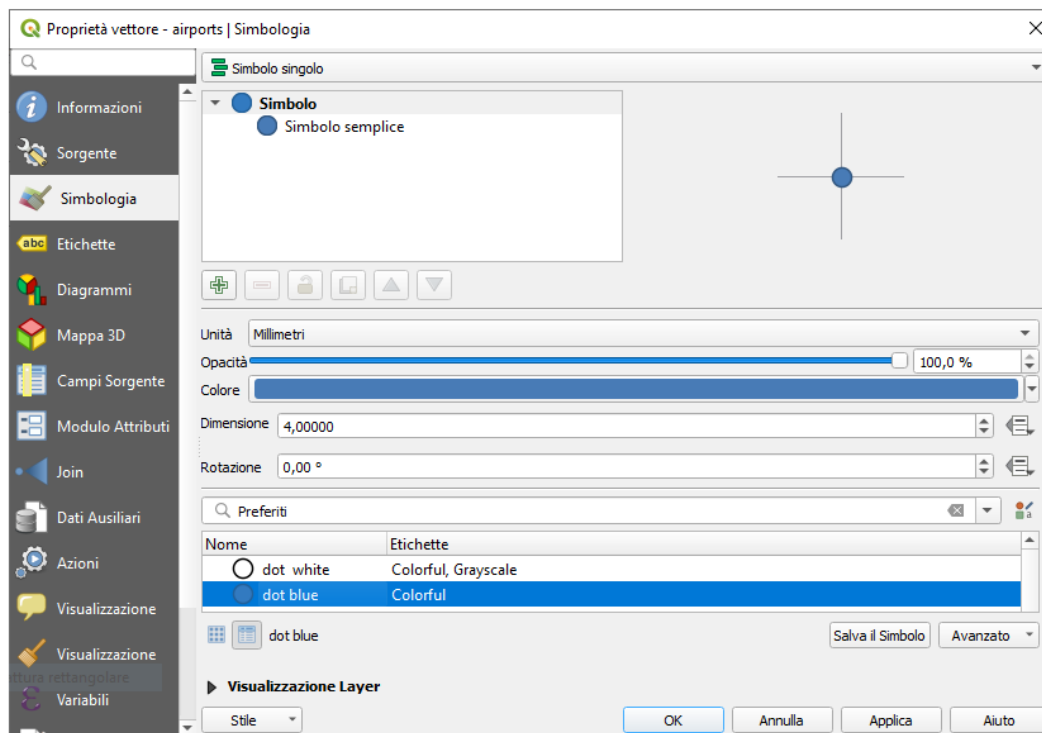 Proprietà vettore - airports | Simbologia
Informazioni
Sorgente
Simbologia
abc Etichette
Diagrammi
Mappa 3D
Campi Sorgente
Modulo Attributi
Join
Dati Ausiliari
Azioni
Visualizzazione
Visualizzazione
attura rettangolare
Variabili
Simbolo singolo
Simbolo
Simbolo semplice
Unità Millimetri
Opacità 100,0 %
Colore
Dimensione 4,00000
Rotazione 0,00 °
Preferiti
Nome Etichette
dot white Colorful, Grayscale
dot blue Colorful
dot blue Salva il Simbolo Avanzato
Visualizzazione Layer
Stile OK Annulla Applica Aiuto